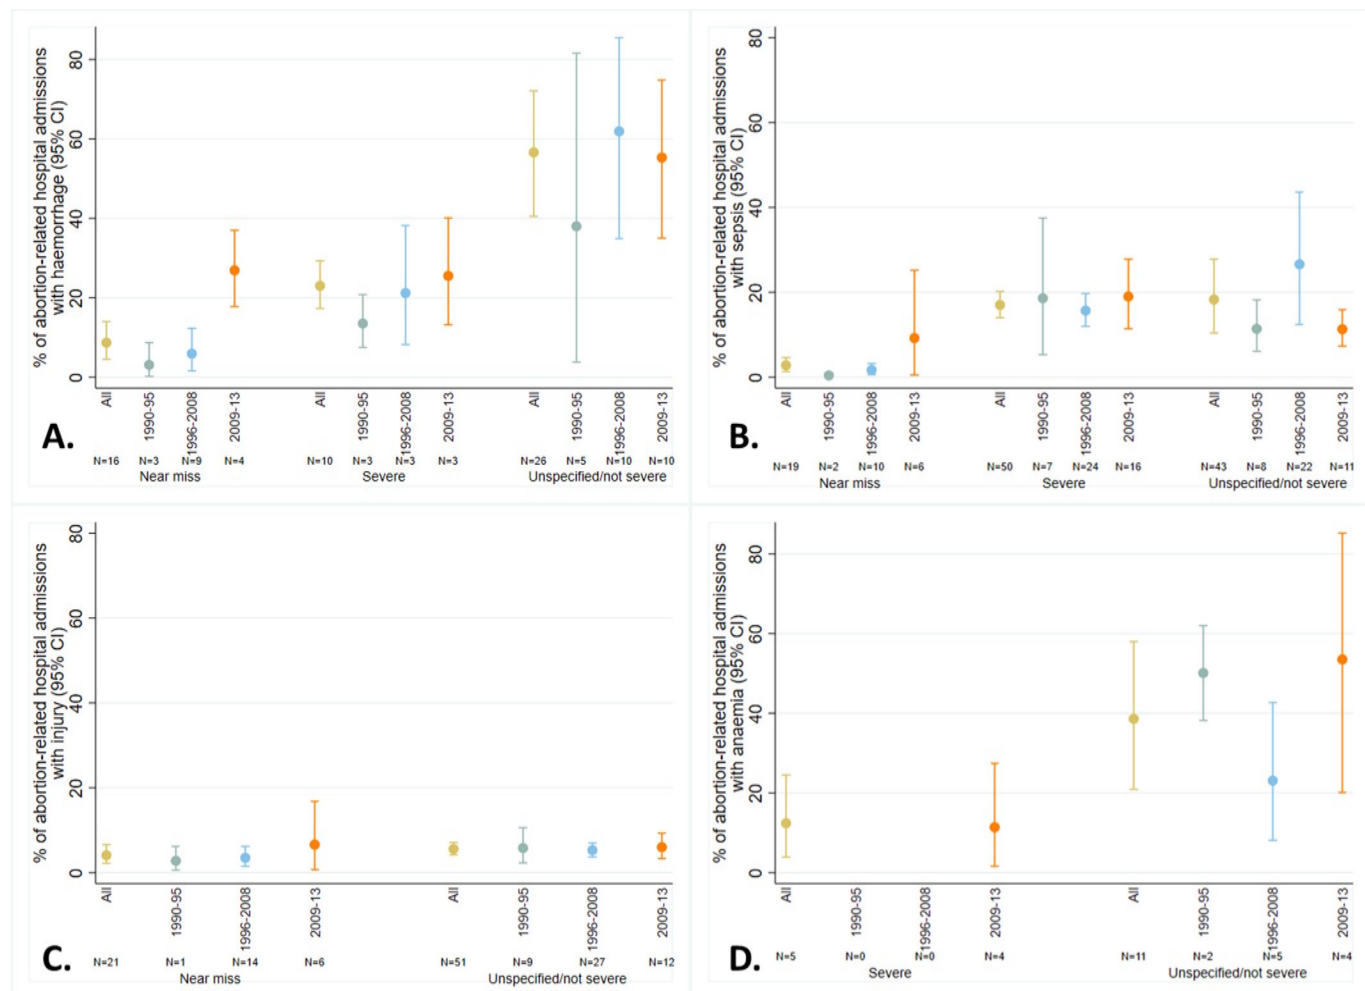 % of abortion-related hospital admissions
with haemorrhage (95% CI)
80
60
40
20
0
All
1990-95
1996-2008
2009-13
All
1990-95
1996-2008
2009-13
All
1990-95
1996-2008
2009-13
A.
N=16 N=3 N=9 N=4 N=10 N=3 N=3 N=3 N=26 N=5 N=10 N=10
Near miss Severe Unspecified/not severe
% of abortion-related hospital admissions
with sepsis (95% CI)
80
60
40
20
0
All
1990-95
1996-2008
2009-13
All
1990-95
1996-2008
2009-13
All
1990-95
1996-2008
2009-13
B.
N=19 N=2 N=10 N=6 N=50 N=7 N=24 N=16 N=43 N=8 N=22 N=11
Near miss Severe Unspecified/not severe
% of abortion-related hospital admissions
with injury (95% CI)
80
60
40
20
0
All
1990-95
1996-2008
2009-13
All
1990-95
1996-2008
2009-13
C.
N=21 N=1 N=14 N=6 N=51 N=9 N=27 N=12
Near miss Unspecified/not severe
% of abortion-related hospital admissions
with anaemia (95% CI)
80
60
40
20
0
All
1990-95
1996-2008
2009-13
All
1990-95
1996-2008
2009-13
D.
N=5 N=0 N=0 N=4 N=11 N=2 N=5 N=4
Severe Unspecified/not severe